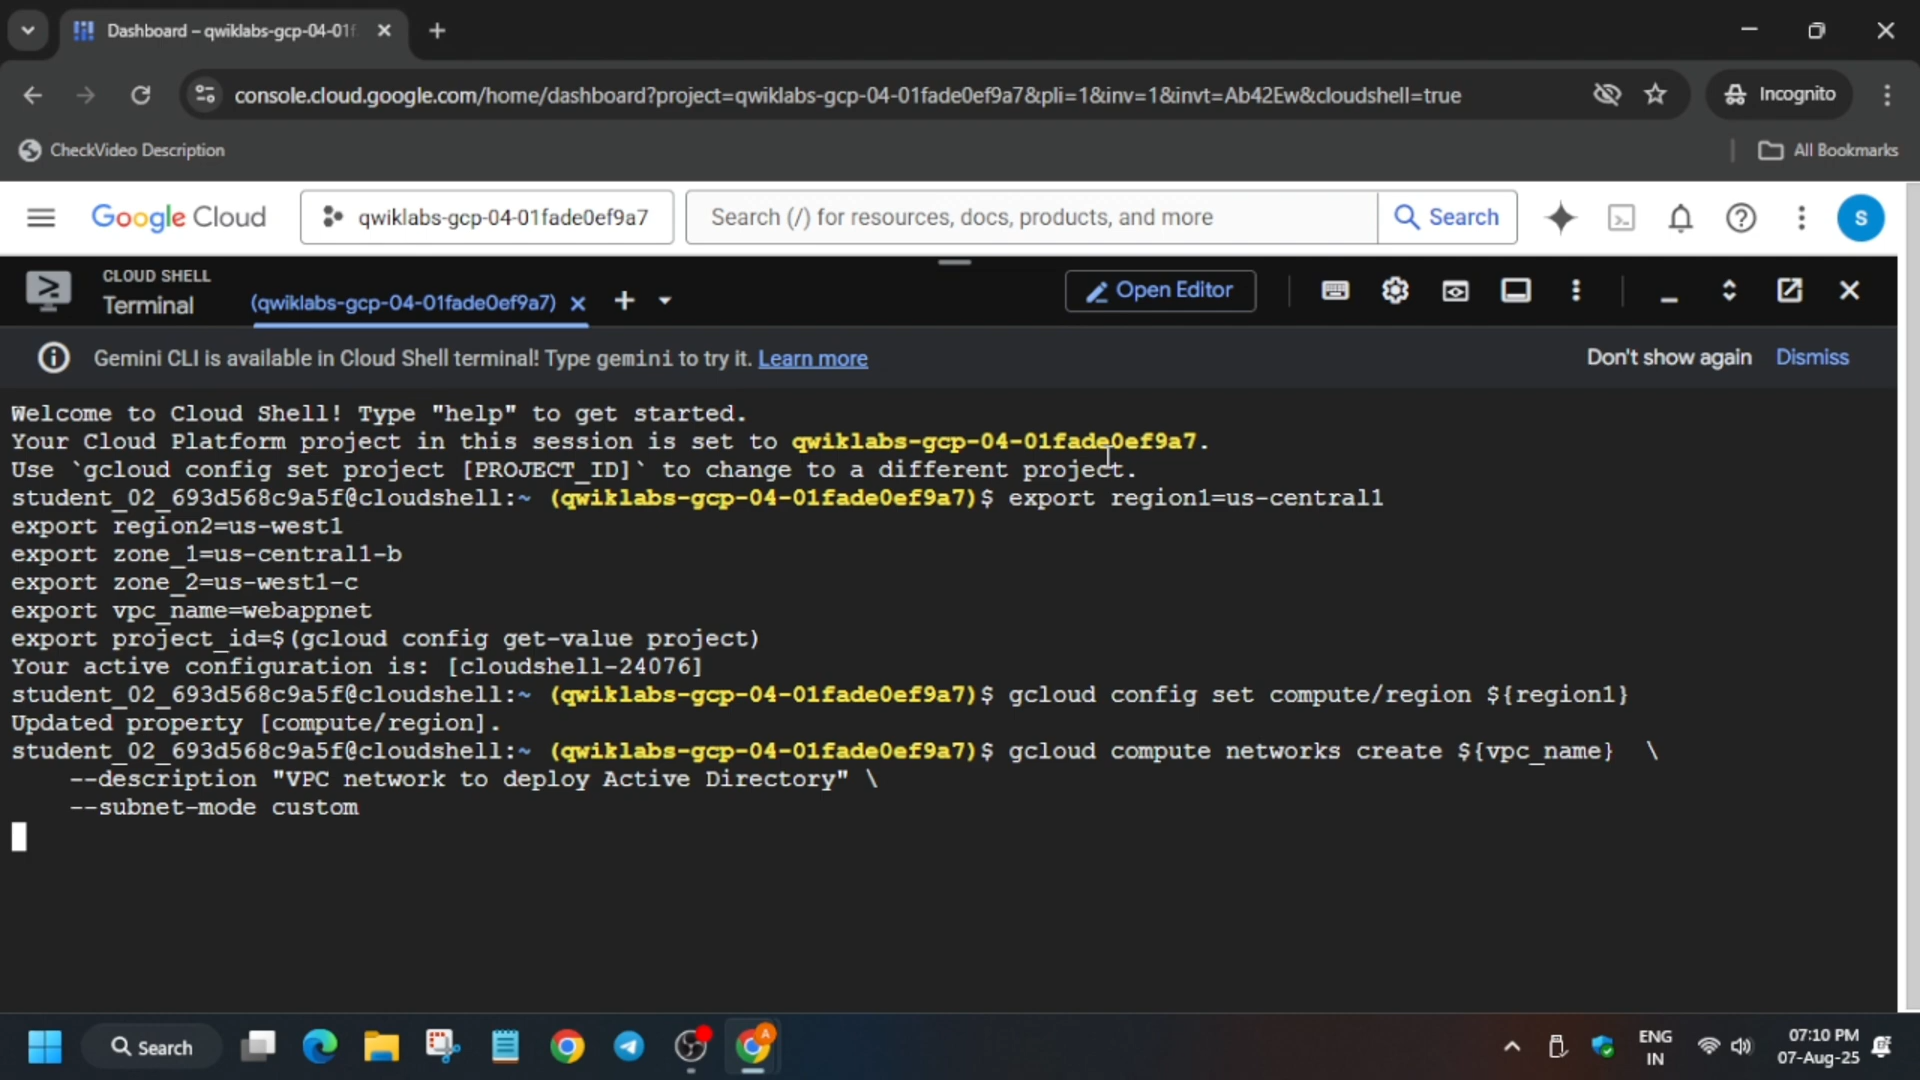 Dashboard – qwiklabs-gcp-04-01f
console.cloud.google.com/home/dashboard?project=qwiklabs-gcp-04-01fade0ef9a7&pli=1&inv=1&invt=Ab42Ew&cloudshell=true
Incognito
CheckVideo Description
All Bookmarks
Google Cloud
qwiklabs-gcp-04-01fade0ef9a7
Search (/) for resources, docs, products, and more
Search
S
CLOUD SHELL
Terminal
(qwiklabs-gcp-04-01fade0ef9a7)
Open Editor
Gemini CLI is available in Cloud Shell terminal! Type gemini to try it. Learn more
Don't show again
Dismiss
Welcome to Cloud Shell! Type "help" to get started.
Your Cloud Platform project in this session is set to qwiklabs-gcp-04-01fade0ef9a7.
Use `gcloud config set project [PROJECT_ID]` to change to a different project.
student_02_693d568c9a5f@cloudshell:~ (qwiklabs-gcp-04-01fade0ef9a7)$ export region1=us-central1
export region2=us-west1
export zone_1=us-central1-b
export zone_2=us-west1-c
export vpc_name=webappnet
export project_id=$(gcloud config get-value project)
Your active configuration is: [cloudshell-24076]
student_02_693d568c9a5f@cloudshell:~ (qwiklabs-gcp-04-01fade0ef9a7)$ gcloud config set compute/region ${region1}
Updated property [compute/region].
student_02_693d568c9a5f@cloudshell:~ (qwiklabs-gcp-04-01fade0ef9a7)$ gcloud compute networks create ${vpc_name}  \
    --description "VPC network to deploy Active Directory" \
    --subnet-mode custom
Search
A
ENG
IN
07:10 PM
07-Aug-25